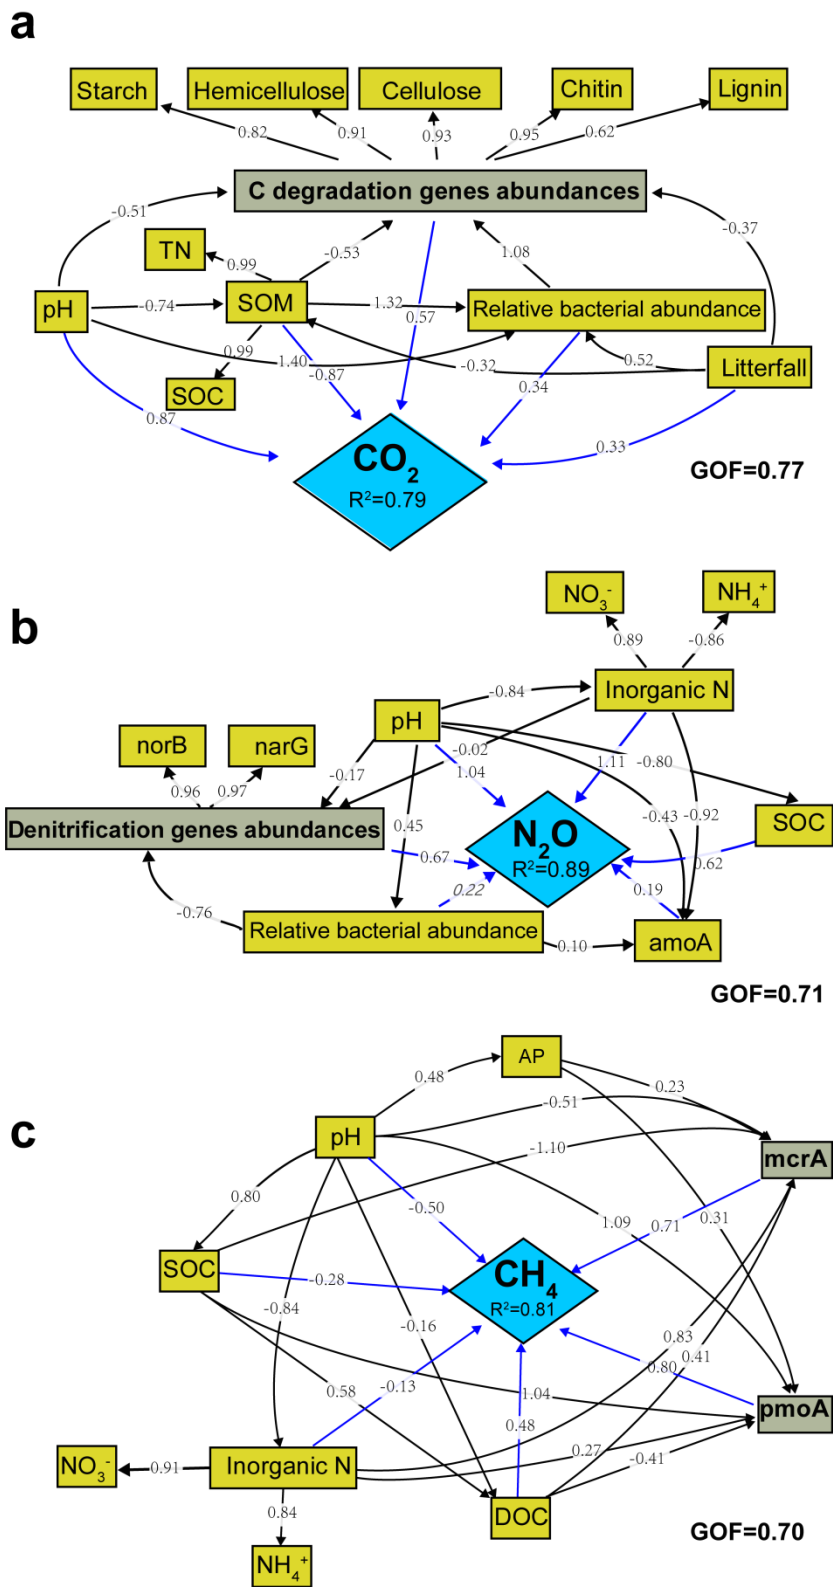 a
Starch
Hemicellulose
Cellulose
Chitin
Lignin
0.82
0.91
0.93
0.95
0.62
C degradation genes abundances
-0.51
TN
-0.53
1.08
-0.37
0.99
pH
-0.74
SOM
1.32
Relative bacterial abundance
0.57
0.99
1.40
-0.87
-0.32
0.52
Litterfall
SOC
0.34
0.87
0.33
CO₂
R²=0.79
GOF=0.77
b
NO₃⁻
NH₄⁺
0.89
-0.86
Inorganic N
-0.84
pH
norB
narG
-0.02
-0.17
1.04
1.11
-0.80
0.96
0.97
Denitrification genes abundances
0.45
-0.43
-0.92
SOC
N₂O
R²=0.89
0.67
0.62
0.22
0.19
-0.76
Relative bacterial abundance
0.10
amoA
GOF=0.71
c
AP
0.48
0.23
-0.51
pH
-1.10
mcrA
0.80
-0.50
1.09
0.71
0.31
SOC
-0.28
CH₄
R²=0.81
-0.84
-0.16
0.83
0.41
-0.13
0.80
0.58
1.04
pmoA
0.48
0.27
-0.41
NO₃⁻
0.91
Inorganic N
0.84
DOC
NH₄⁺
GOF=0.70